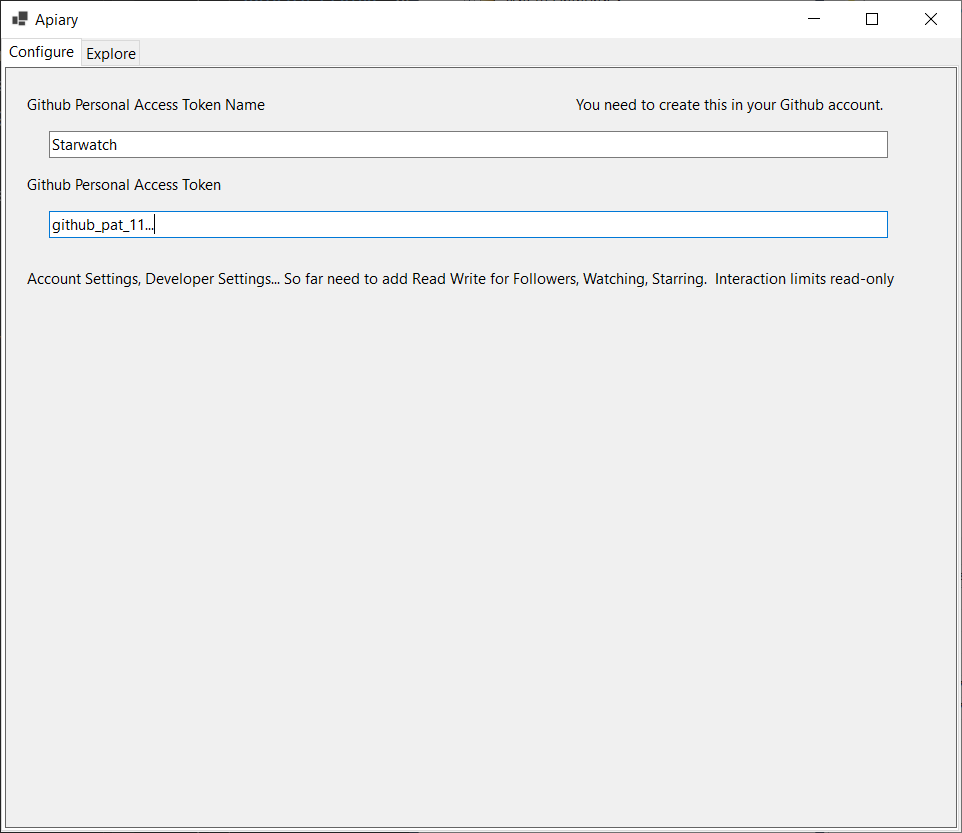 Apiary
Configure Explore
Github Personal Access Token Name You need to create this in your Github account.
Starwatch
Github Personal Access Token
github_pat_11...
Account Settings, Developer Settings... So far need to add Read Write for Followers, Watching, Starring.  Interaction limits read-only